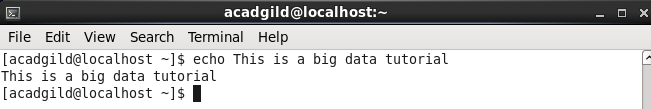 acadgild@localhost:~
File Edit View Search Terminal Help
[acadgild@localhost ~]$ echo This is a big data tutorial
This is a big data tutorial
[acadgild@localhost ~]$